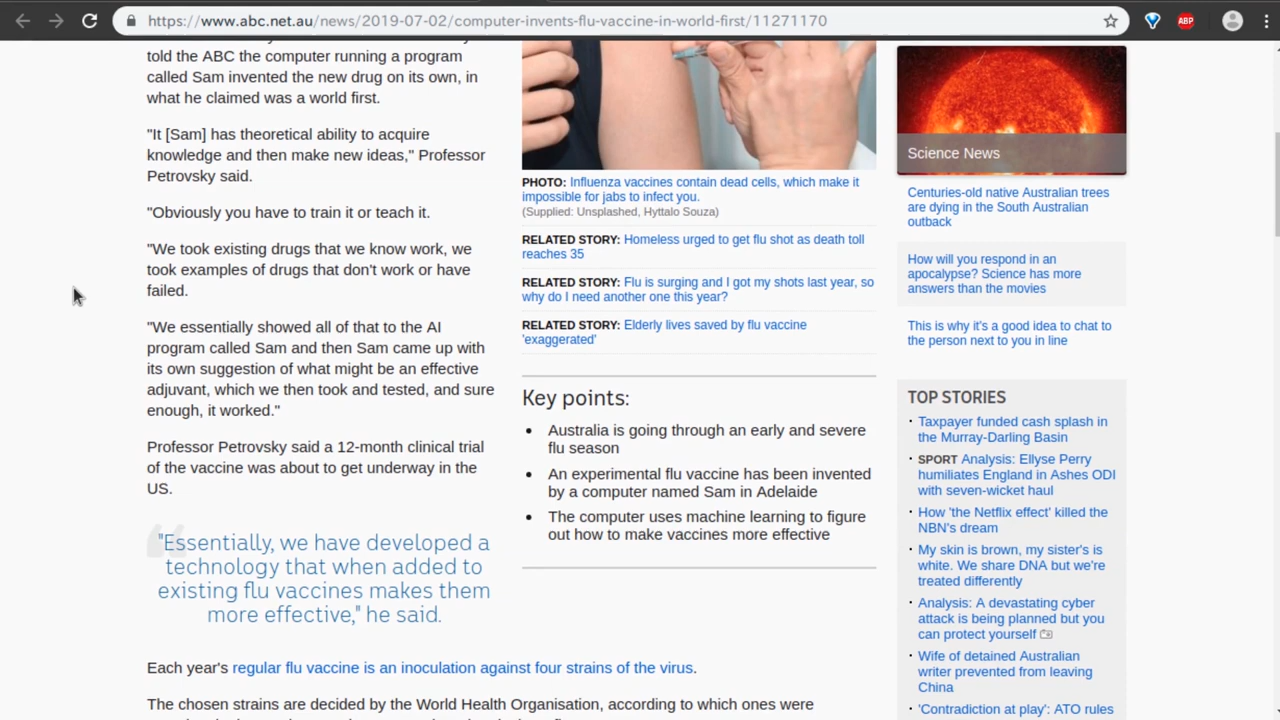 https://www.abc.net.au/news/2019-07-02/computer-invents-flu-vaccine-in-world-first/11271170
ABP
told the ABC the computer running a program
called Sam invented the new drug on its own, in
what he claimed was a world first.
"It [Sam] has theoretical ability to acquire
knowledge and then make new ideas," Professor
Petrovsky said.
"Obviously you have to train it or teach it.
"We took existing drugs that we know work, we
took examples of drugs that don't work or have
failed.
"We essentially showed all of that to the AI
program called Sam and then Sam came up with
its own suggestion of what might be an effective
adjuvant, which we then took and tested, and sure
enough, it worked."
Professor Petrovsky said a 12-month clinical trial
of the vaccine was about to get underway in the
US.
"Essentially, we have developed a
technology that when added to
existing flu vaccines makes them
more effective," he said.
Each year's regular flu vaccine is an inoculation against four strains of the virus.
The chosen strains are decided by the World Health Organisation, according to which ones were
PHOTO: Influenza vaccines contain dead cells, which make it
impossible for jabs to infect you.
(Supplied: Unsplashed, Hyttalo Souza)
RELATED STORY: Homeless urged to get flu shot as death toll
reaches 35
RELATED STORY: Flu is surging and I got my shots last year, so
why do I need another one this year?
RELATED STORY: Elderly lives saved by flu vaccine
'exaggerated'
Key points:
• Australia is going through an early and severe
flu season
• An experimental flu vaccine has been invented
by a computer named Sam in Adelaide
• The computer uses machine learning to figure
out how to make vaccines more effective
Science News
Centuries-old native Australian trees
are dying in the South Australian
outback
How will you respond in an
apocalypse? Science has more
answers than the movies
This is why it's a good idea to chat to
the person next to you in line
TOP STORIES
· Taxpayer funded cash splash in
the Murray-Darling Basin
· SPORT Analysis: Ellyse Perry
humiliates England in Ashes ODI
with seven-wicket haul
· How 'the Netflix effect' killed the
NBN's dream
· My skin is brown, my sister's is
white. We share DNA but we're
treated differently
· Analysis: A devastating cyber
attack is being planned but you
can protect yourself
· Wife of detained Australian
writer prevented from leaving
China
· 'Contradiction at play': ATO rules